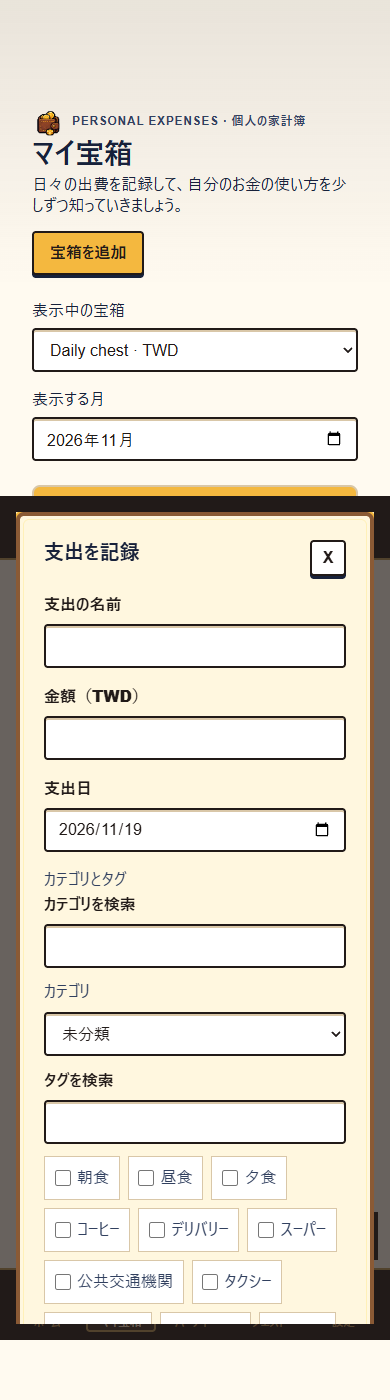 PERSONAL EXPENSES · 個人の家計簿
マイ宝箱
日々の出費を記録して、自分のお金の使い方を少
しずつ知っていきましょう。
宝箱を追加
表示中の宝箱
Daily chest · TWD
表示する月
2026年11月
支出を記録
X
支出の名前
金額（TWD）
支出日
2026/11/19
カテゴリとタグ
カテゴリを検索
カテゴリ
未分類
タグを検索
朝食 昼食 夕食
コーヒー デリバリー スーパー
公共交通機関 タクシー